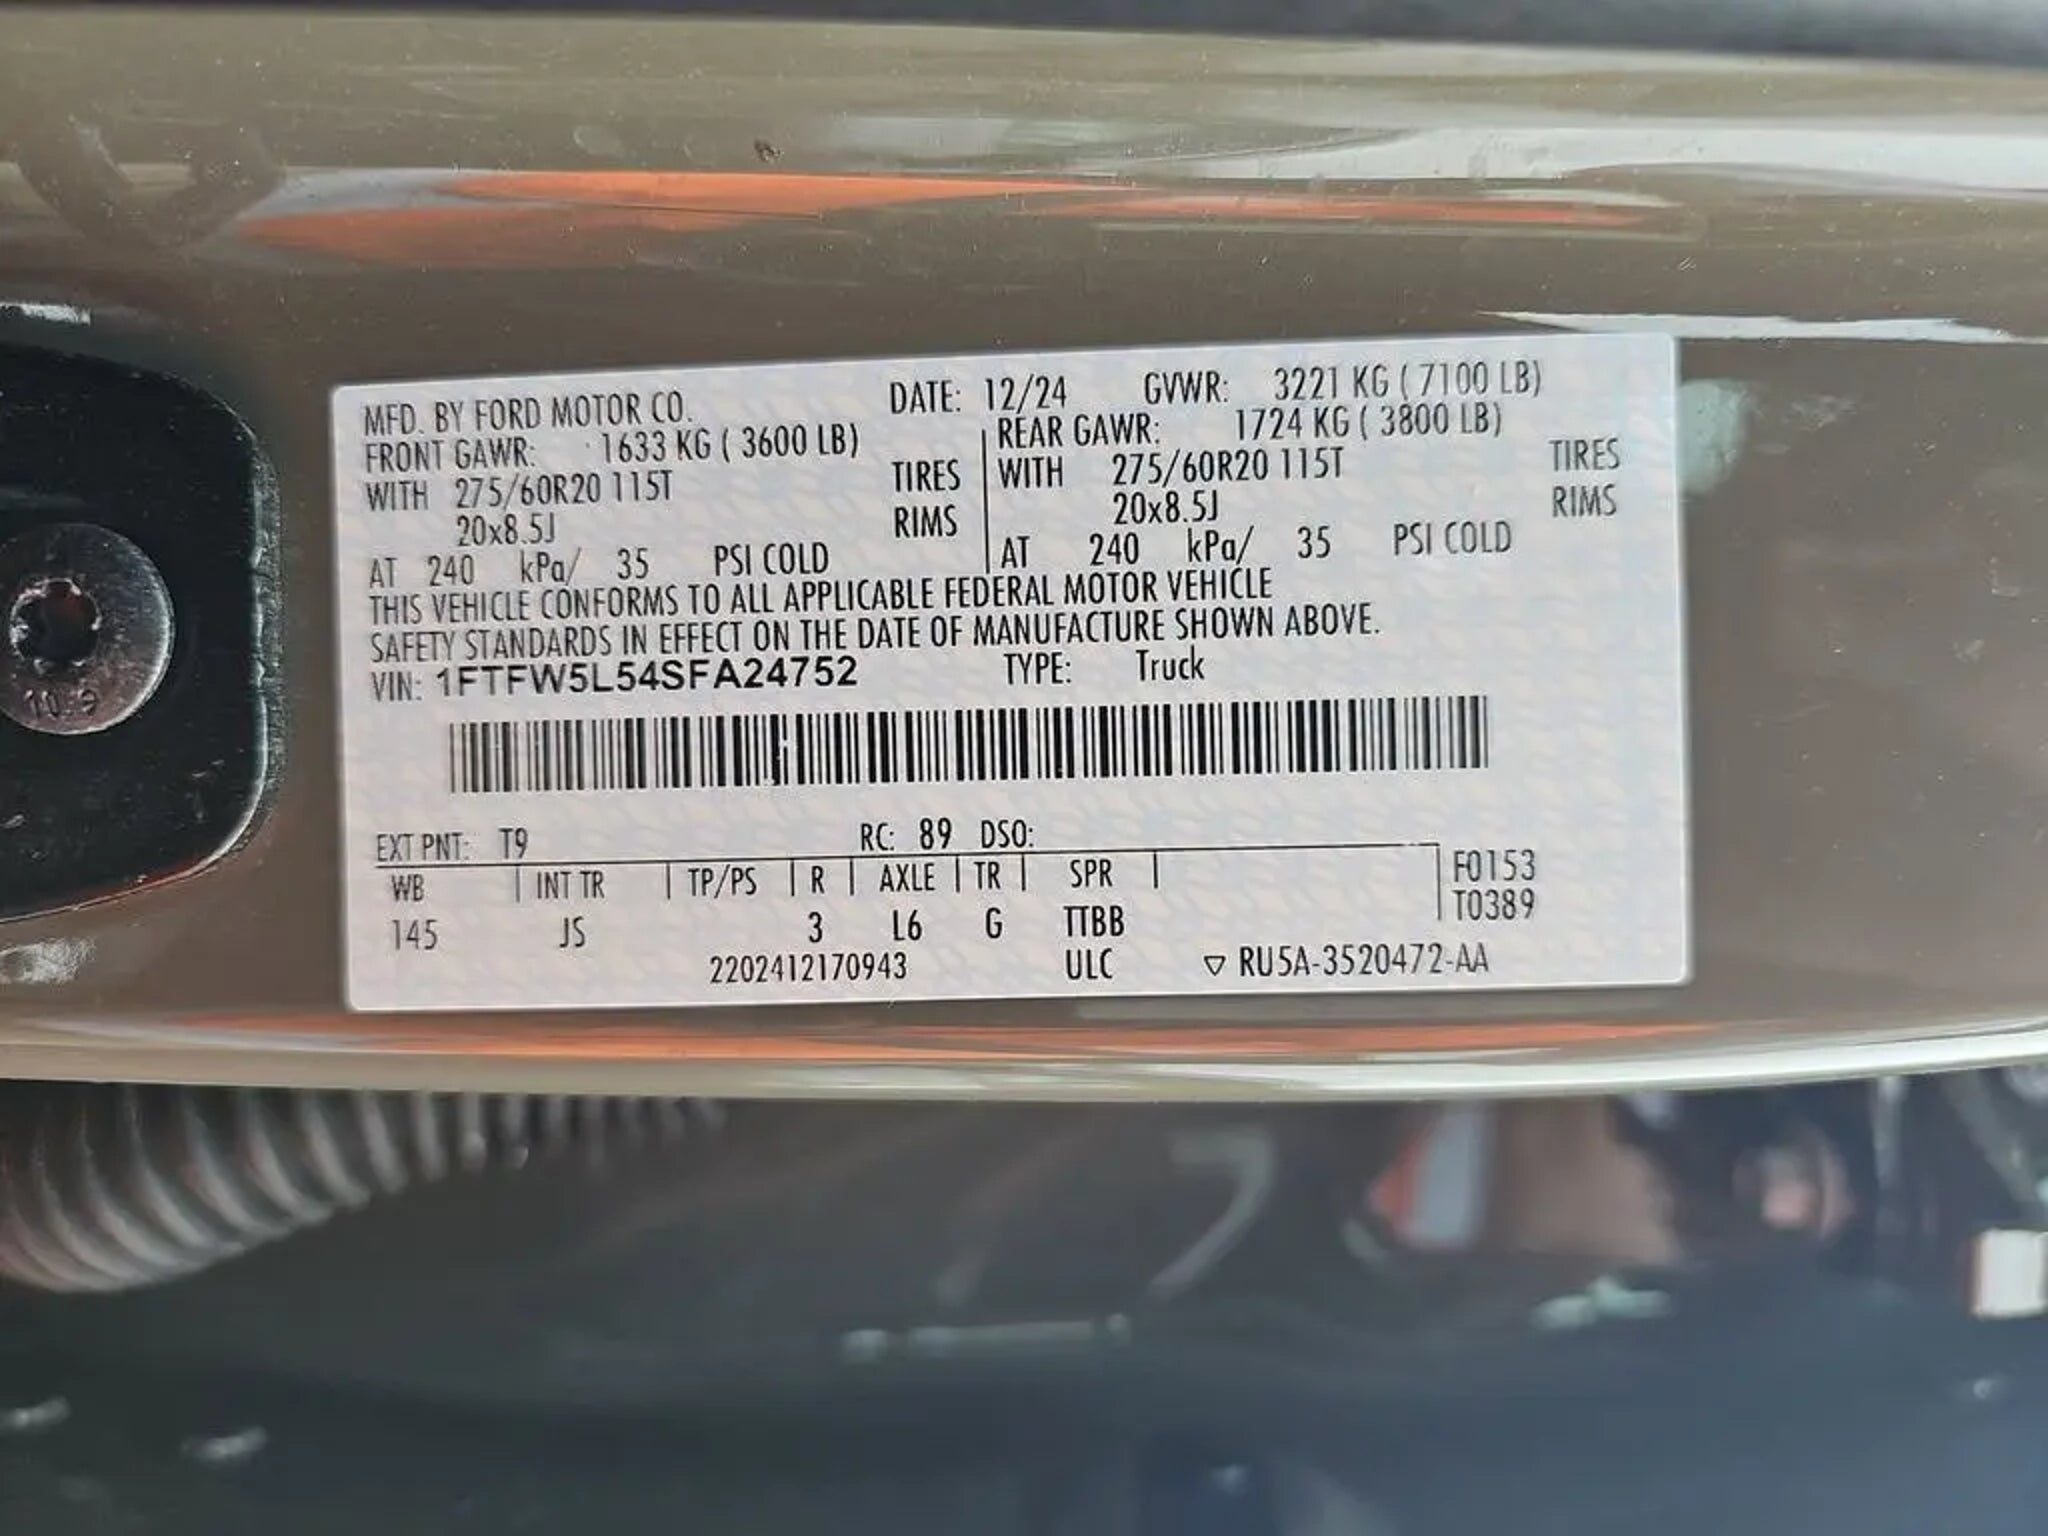 MFD. BY FORD MOTOR CO. DATE: 12/24 GVWR: 3221 KG ( 7100 LB)
FRONT GAWR: 1633 KG ( 3600 LB) REAR GAWR: 1724 KG ( 3800 LB)
WITH 275/60R20 115T TIRES WITH 275/60R20 115T TIRES
20x8.5J RIMS 20x8.5J RIMS
AT 240 kPa/ 35 PSI COLD AT 240 kPa/ 35 PSI COLD
THIS VEHICLE CONFORMS TO ALL APPLICABLE FEDERAL MOTOR VEHICLE
SAFETY STANDARDS IN EFFECT ON THE DATE OF MANUFACTURE SHOWN ABOVE.
VIN: 1FTFW5L54SFA24752 TYPE: Truck
EXT PNT: T9 RC: 89 DSO:
WB INT TR TP/PS R AXLE TR SPR F0153
145 JS 3 L6 G TTBB T0389
2202412170943 ULC ▽ RU5A-3520472-AA
10.9